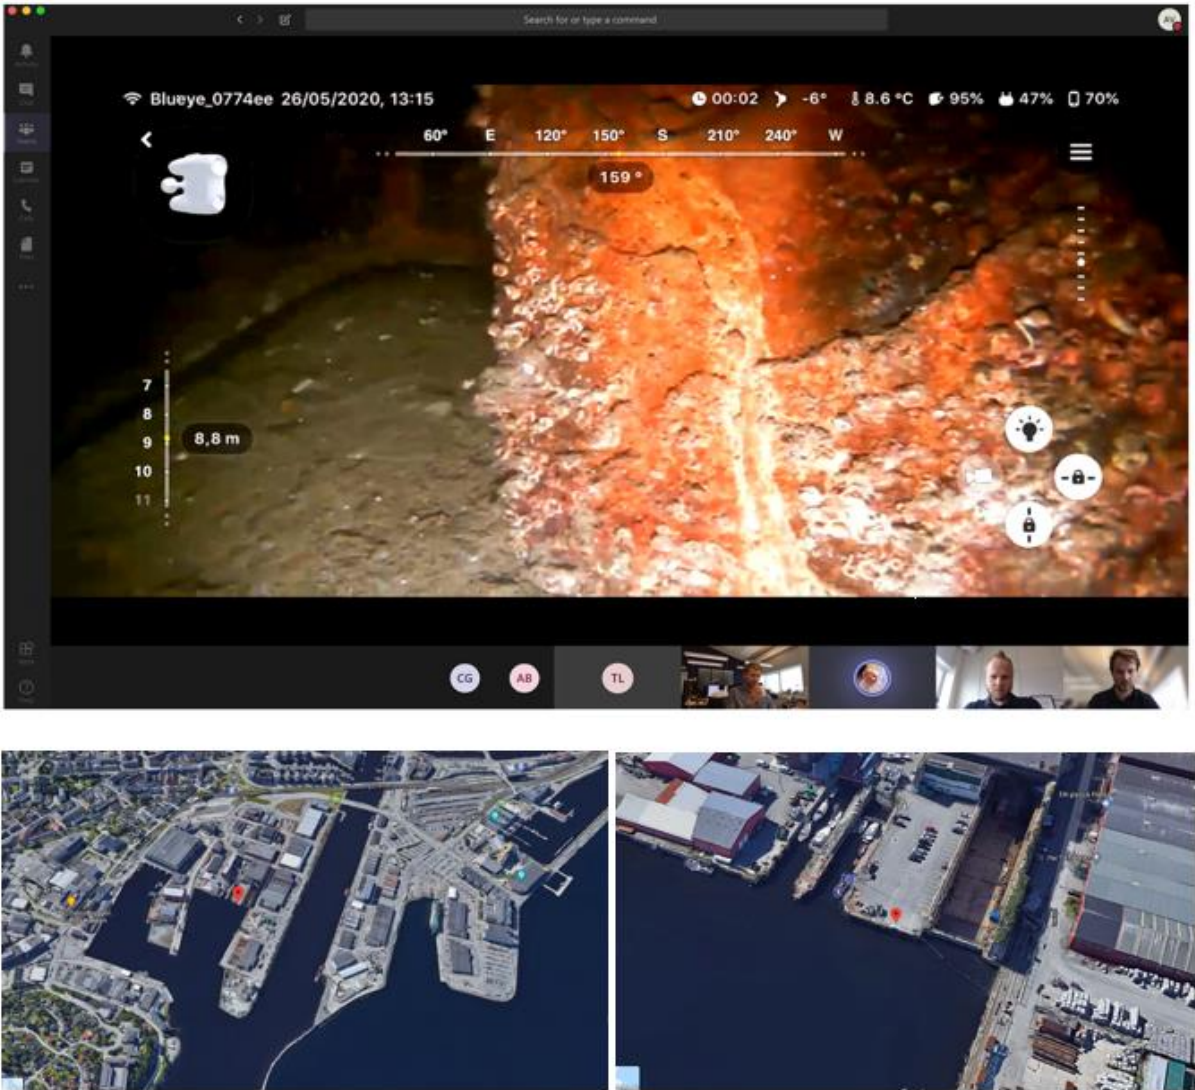 Search for or type a command
AV
Blueye_0774ee 26/05/2020, 13:15
00:02 -6° 8.6 °C 95% 47% 70%
60° E 120° 150° S 210° 240° W
159 °
7
8
9
8,8 m
10
11
CG AB TL